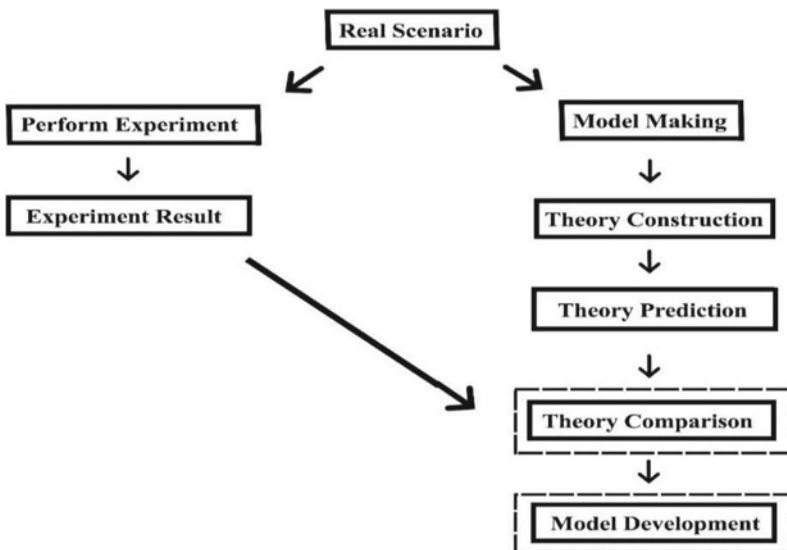 Real Scenario
Perform Experiment
Model Making
Experiment Result
Theory Construction
Theory Prediction
Theory Comparison
Model Development